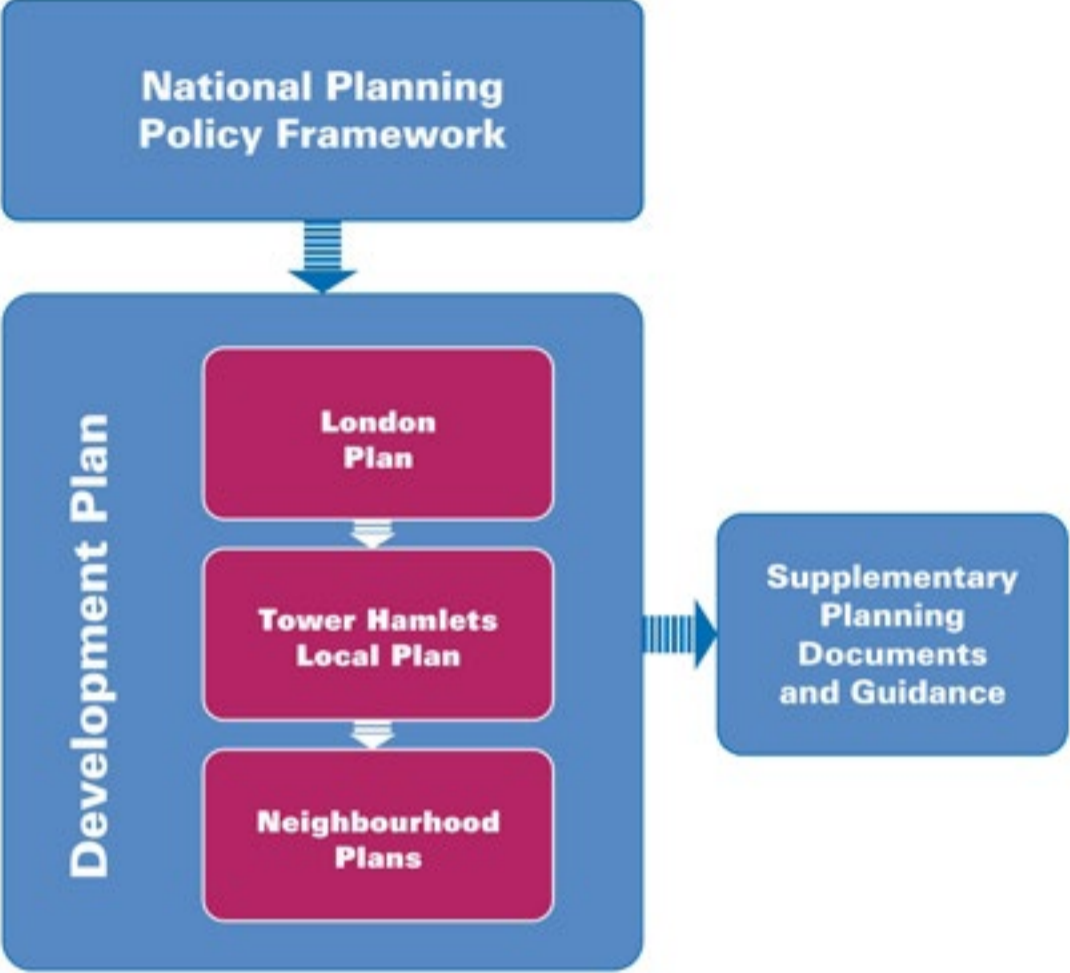 National Planning
Policy Framework
Development Plan
London
Plan
Tower Hamlets
Local Plan
Neighbourhood
Plans
Supplementary
Planning
Documents
and Guidance